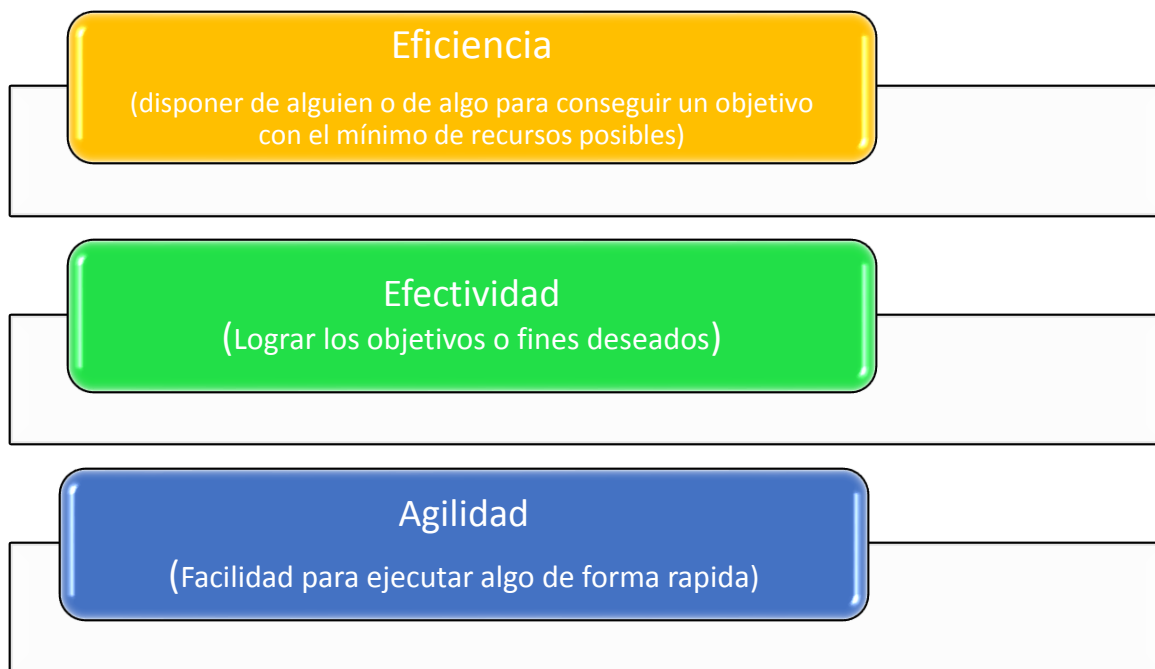 Eficiencia
(disponer de alguien o de algo para conseguir un objetivo
con el mínimo de recursos posibles)
Efectividad
(Lograr los objetivos o fines deseados)
Agilidad
(Facilidad para ejecutar algo de forma rapida)